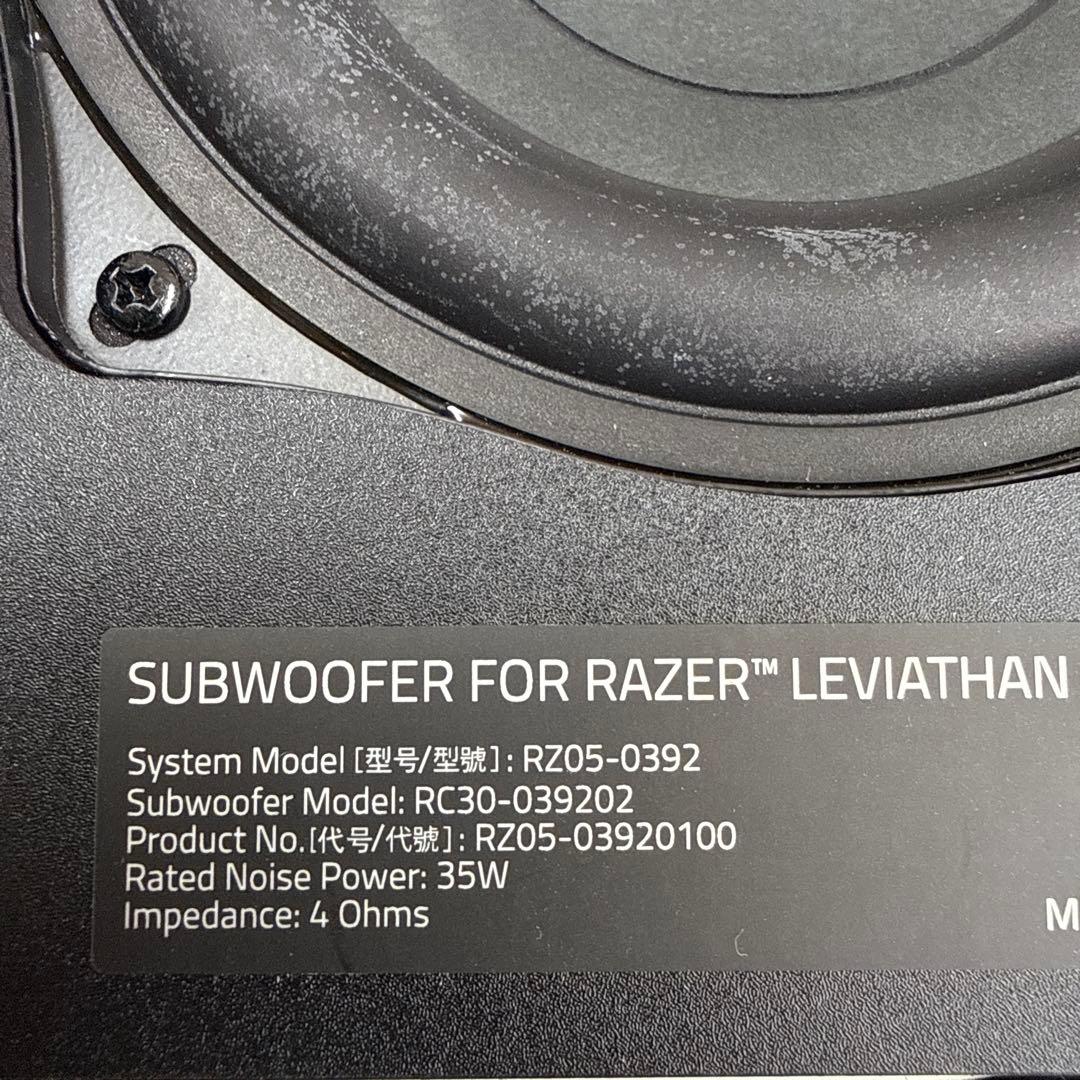 SUBWOOFER FOR RAZER™ LEVIATHAN
System Model [型号/型號]: RZ05-0392
Subwoofer Model: RC30-039202
Product No.[代号/代號]: RZ05-03920100
Rated Noise Power: 35W
Impedance: 4 Ohms
M